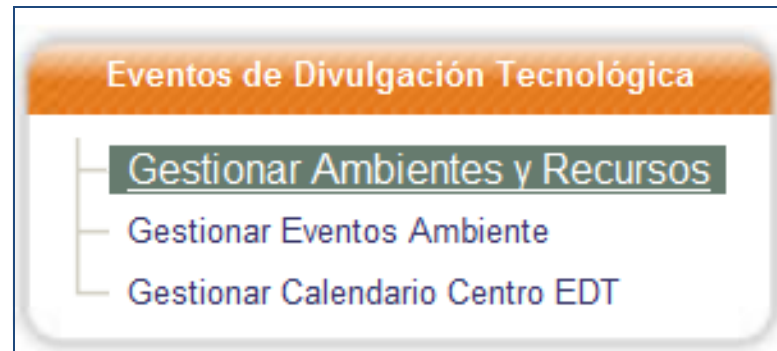 Eventos de Divulgación Tecnológica
Gestionar Ambientes y Recursos
Gestionar Eventos Ambiente
Gestionar Calendario Centro EDT